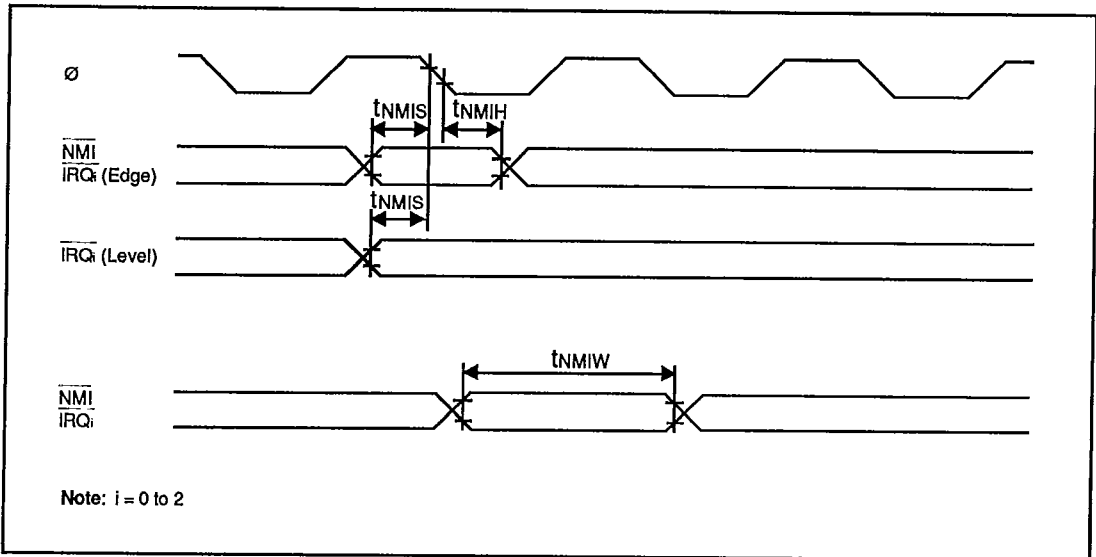 Ø
tNMIS
tNMIH
NMI
IRQi (Edge)
tNMIS
IRQi (Level)
tNMIW
NMI
IRQi
Note: i = 0 to 2